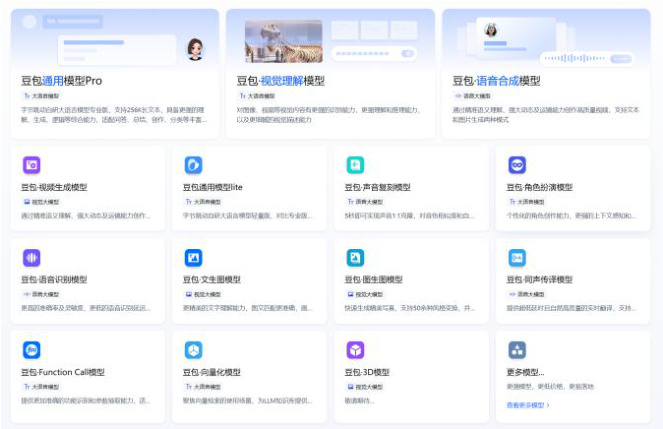 豆包通用模型Pro
大语言模型
字节跳动自研大语言模型专业版，支持256K长文本，具备更强的理
解、生成、逻辑等综合能力，适配问答、总结、创作、分类等丰富...
豆包·视觉理解模型
大语言模型
对图像、视频等视觉内容有更强的识别能力、更强理解和推理能力，
以及更细腻的视觉描述能力
豆包·语音合成模型
语音大模型
通过精准语义理解、强大动态及运镜能力创作高质量视频，支持文本
和图片生成两种模式
豆包·视频生成模型
视觉大模型
通过精准语义理解、强大动态及运镜能力创作...
豆包通用模型lite
大语言模型
字节跳动自研大语言模型轻量版，对比专业版...
豆包·声音复刻模型
语音大模型
5秒即可实现声音1:1克隆，对音色相似度和自...
豆包·角色扮演模型
大语言模型
个性化的角色创作能力，更强的上下文感知和...
豆包·语音识别模型
语音大模型
更高的准确率及灵敏度，更低的语音识别延迟...
豆包·文生图模型
视觉大模型
更精美的文字理解能力，图文匹配更准确，画...
豆包·图生图模型
视觉大模型
快速生成精美写真，支持50余种风格变换，并...
豆包·同声传译模型
语音大模型
提供超低延时且自然高质量的实时翻译，支持...
豆包·Function Call模型
大语言模型
提供更加准确的功能识别和参数抽取能力，适...
豆包·向量化模型
大语言模型
聚焦向量检索的使用场景，为LLM知识库提供...
豆包·3D模型
视觉大模型
敬请期待...
更多模型...
更强模型，更低价格，更易落地
查看更多模型 >